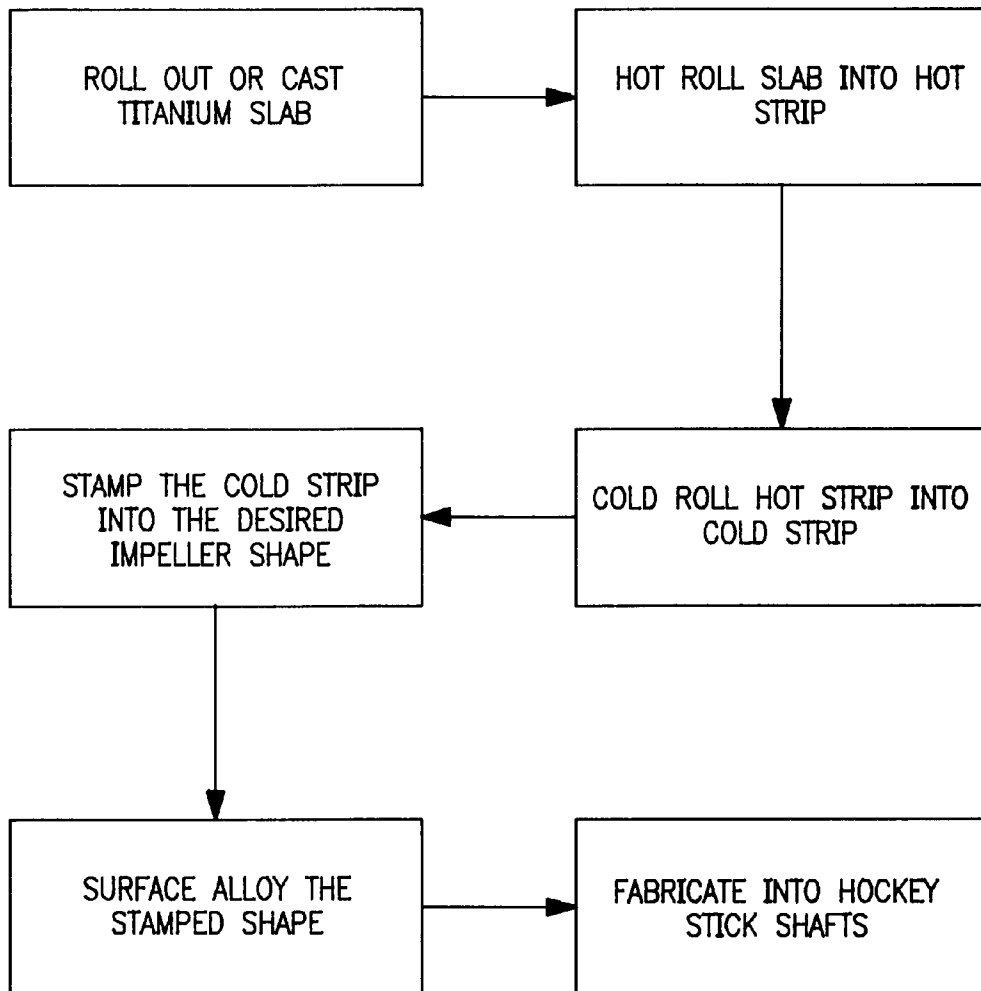 ROLL OUT OR CAST
TITANIUM SLAB
HOT ROLL SLAB INTO HOT
STRIP
COLD ROLL HOT STRIP INTO
COLD STRIP
STAMP THE COLD STRIP
INTO THE DESIRED
IMPELLER SHAPE
SURFACE ALLOY THE
STAMPED SHAPE
FABRICATE INTO HOCKEY
STICK SHAFTS